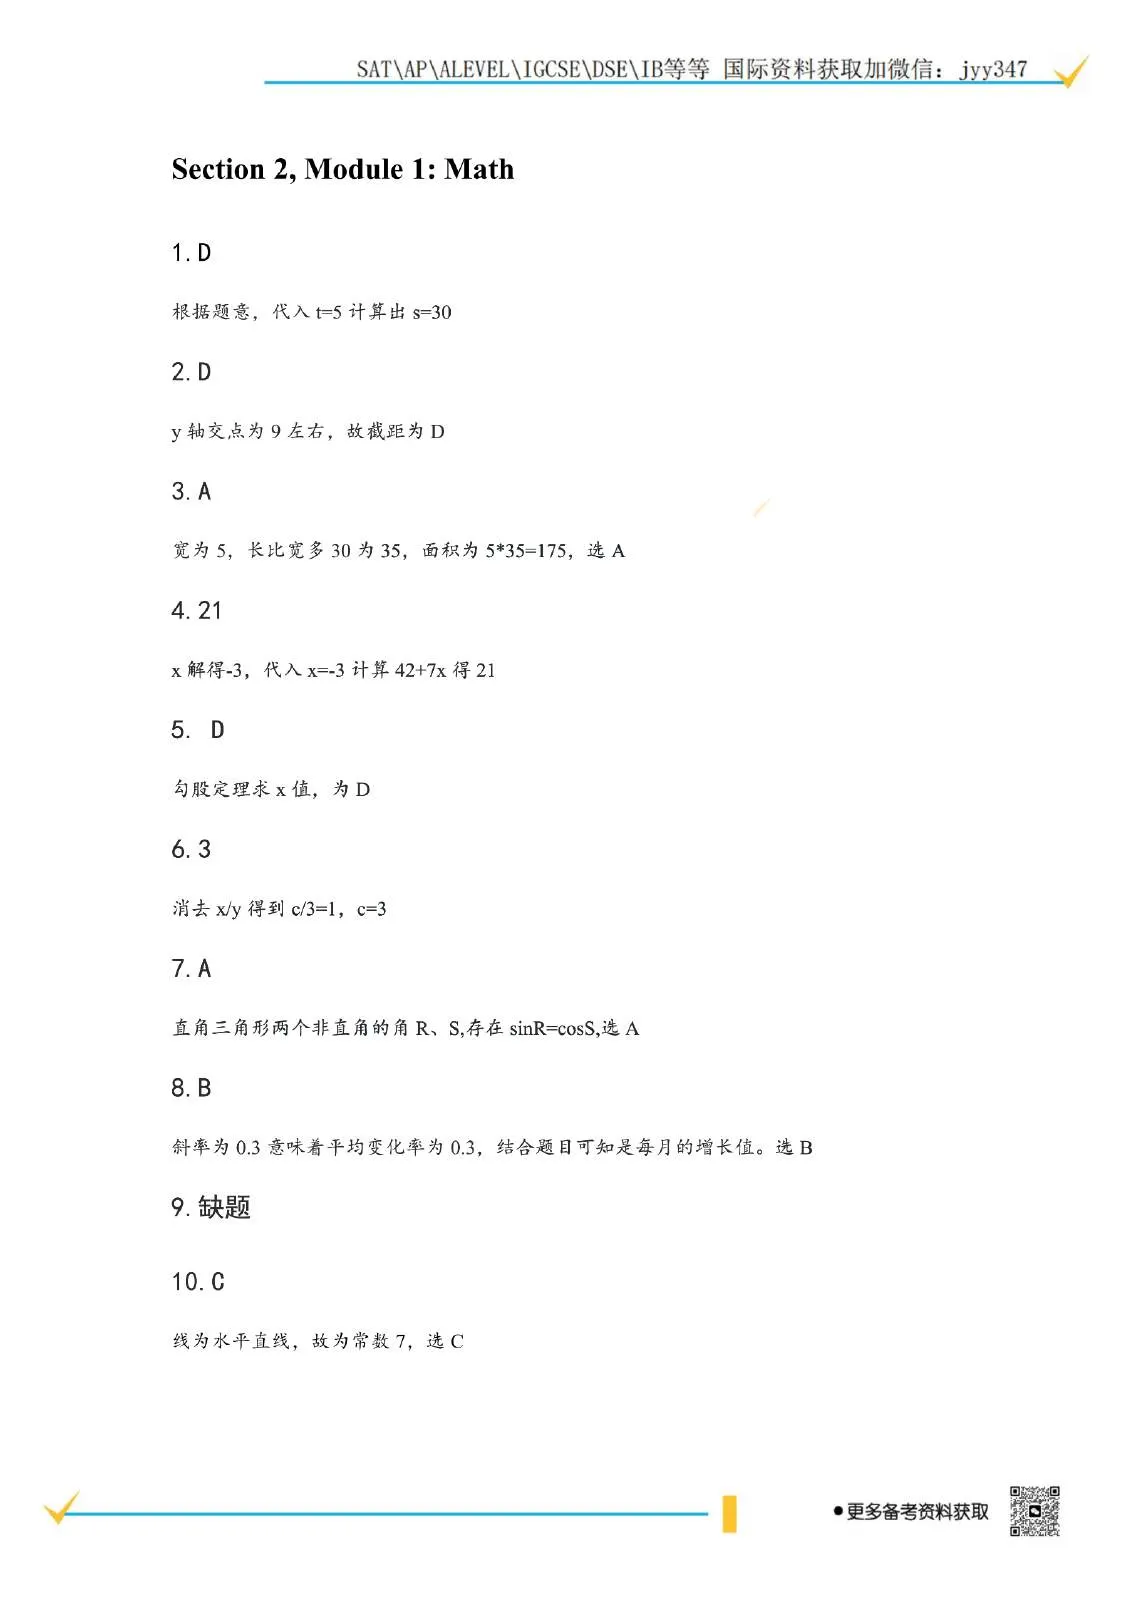 SAT\AP\ALEVEL\IGCSE\DSE\IB等等 国际资料获取加微信：jyy347
Section 2, Module 1: Math
1. D
根据题意，代入 t=5 计算出 s=30
2. D
y 轴交点为 9 左右，故截距为 D
3. A
宽为 5，长比宽多 30 为 35，面积为 5*35=175，选 A
4. 21
x 解得-3，代入 x=-3 计算 42+7x 得 21
5. D
勾股定理求 x 值，为 D
6. 3
消去 x/y 得到 c/3=1，c=3
7. A
直角三角形两个非直角的角 R、S,存在 sinR=cosS,选 A
8. B
斜率为 0.3 意味着平均变化率为 0.3，结合题目可知是每月的增长值。选 B
9. 缺题
10. C
线为水平直线，故为常数 7，选 C
●更多备考资料获取